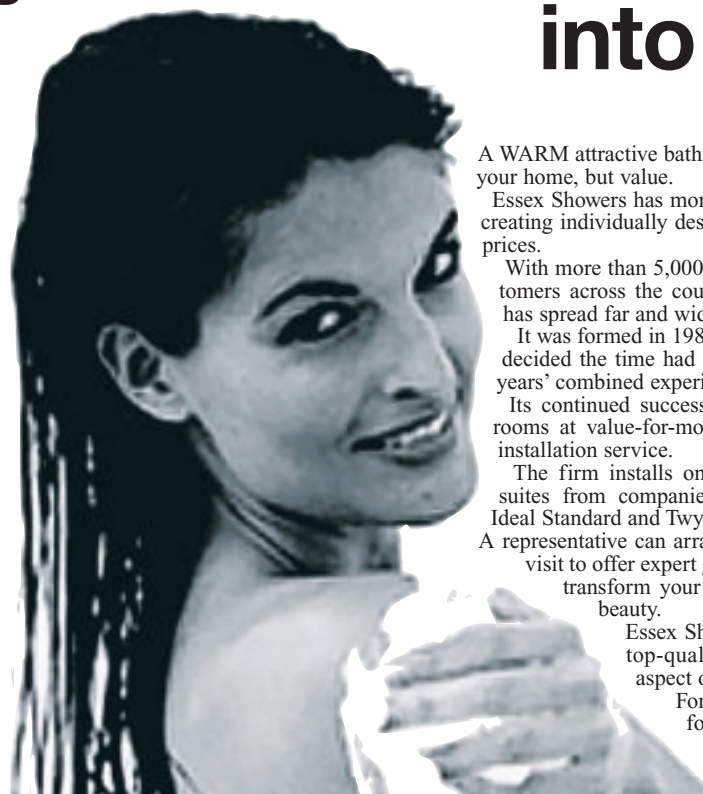 into
A WARM attractive bath
your home, but value.
Essex Showers has mor
creating individually des
prices.
With more than 5,000
tomers across the cou
has spread far and wid
It was formed in 198
decided the time had
years' combined experi
Its continued success
rooms at value-for-mo
installation service.
The firm installs on
suites from companie
Ideal Standard and Twy
A representative can arra
visit to offer expert
transform your
beauty.
Essex Sh
top-qual
aspect o
For
fo